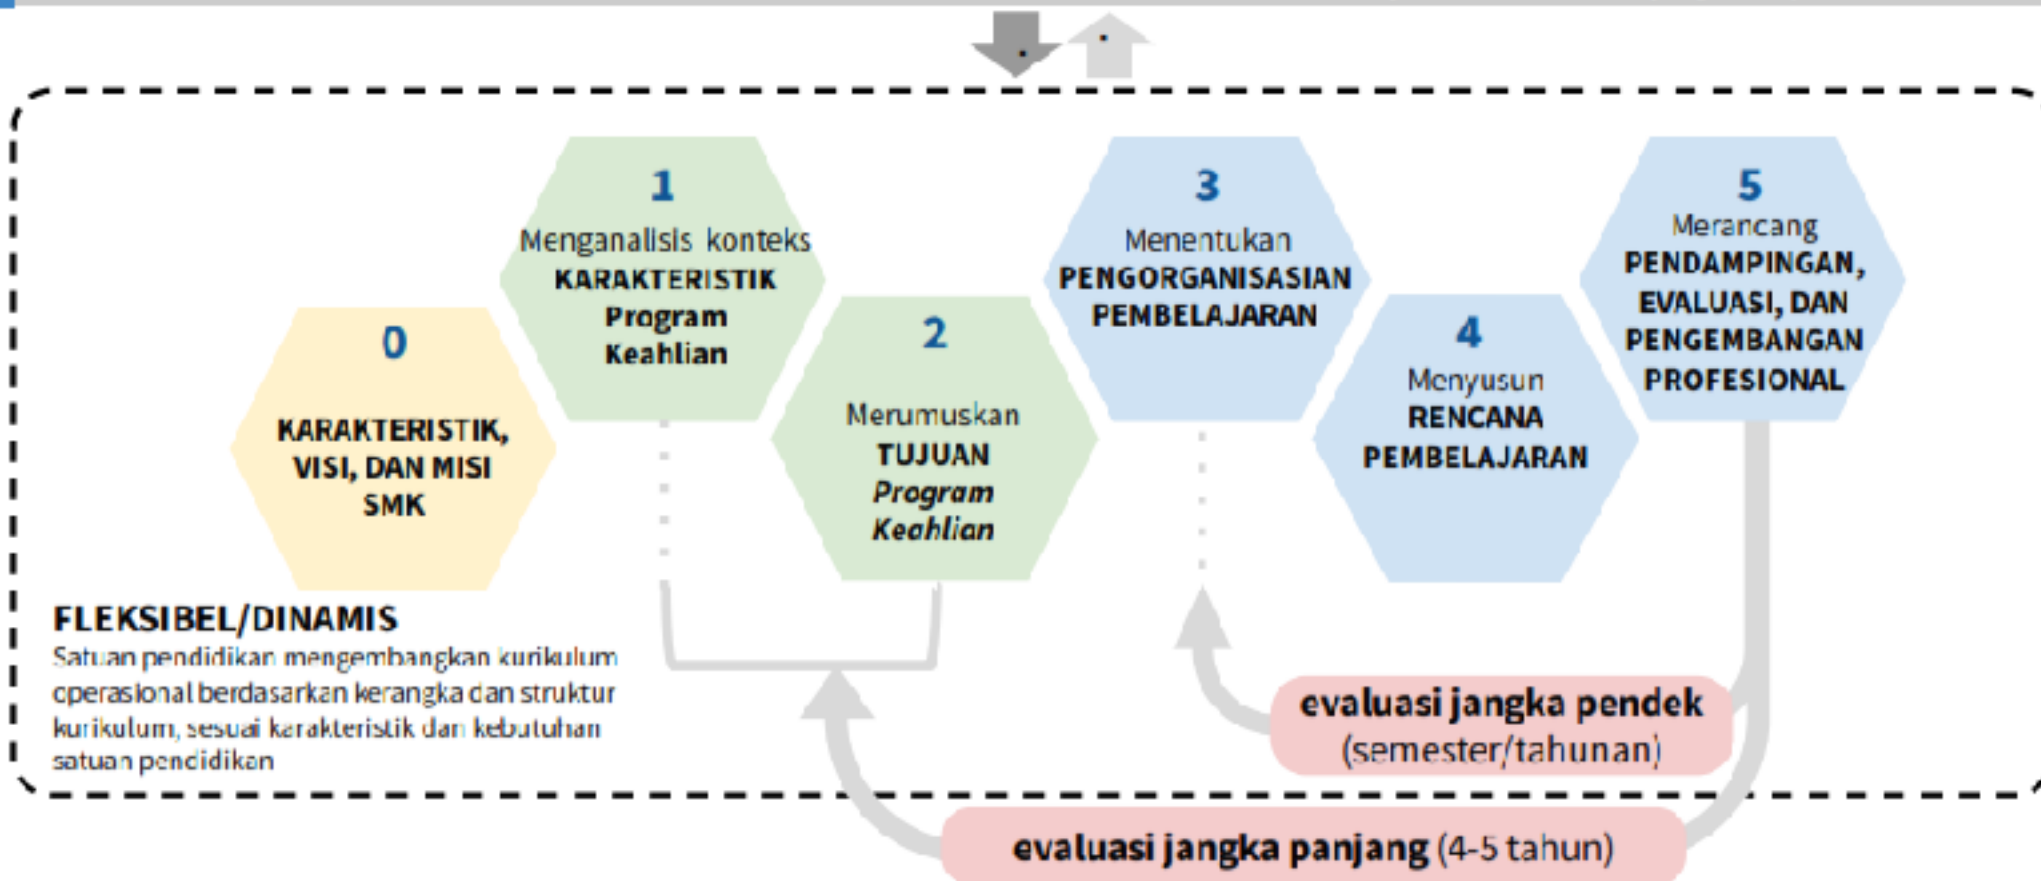 0
KARAKTERISTIK,
VISI, DAN MISI
SMK
1
Menganalisis konteks
KARAKTERISTIK
Program
Keahlian
2
Merumuskan
TUJUAN
Program
Keahlian
3
Menentukan
PENGORGANISASIAN
PEMBELAJARAN
4
Menyusun
RENCANA
PEMBELAJARAN
5
Merancang
PENDAMPINGAN,
EVALUASI, DAN
PENGEMBANGAN
PROFESIONAL
FLEKSIBEL/DINAMIS
Satuan pendidikan mengembangkan kurikulum
operasional berdasarkan kerangka dan struktur
kurikulum, sesuai karakteristik dan kebutuhan
satuan pendidikan
evaluasi jangka pendek
(semester/tahunan)
evaluasi jangka panjang (4-5 tahun)